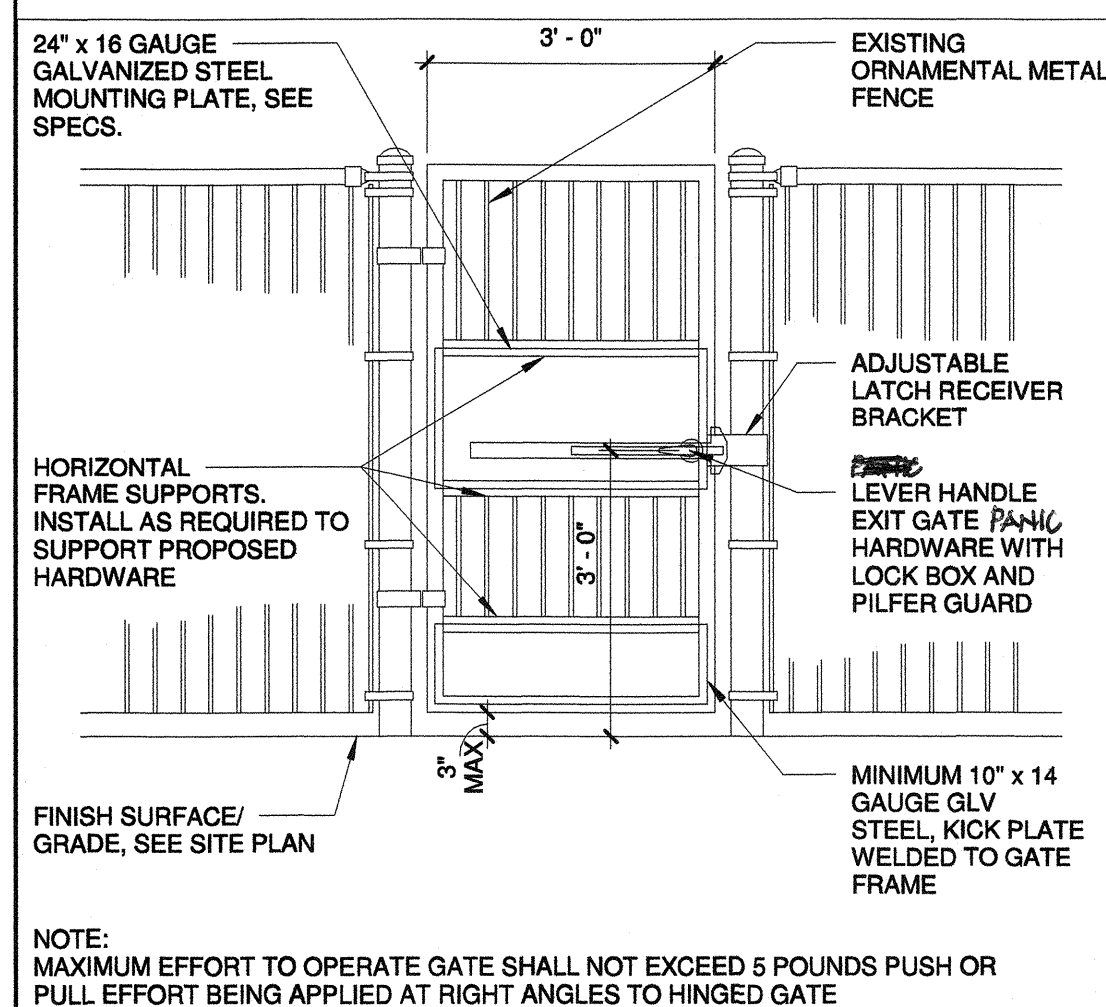 24" x 16 GAUGE
GALVANIZED STEEL
MOUNTING PLATE, SEE
SPECS.
3' - 0"
EXISTING
ORNAMENTAL METAL
FENCE
ADJUSTABLE
LATCH RECEIVER
BRACKET
HORIZONTAL
FRAME SUPPORTS.
INSTALL AS REQUIRED TO
SUPPORT PROPOSED
HARDWARE
LEVER HANDLE
EXIT GATE PANIC
HARDWARE WITH
LOCK BOX AND
PILFER GUARD
3' - 0"
3"
MAX
FINISH SURFACE/
GRADE, SEE SITE PLAN
MINIMUM 10" x 14
GAUGE GLV
STEEL, KICK PLATE
WELDED TO GATE
FRAME
NOTE:
MAXIMUM EFFORT TO OPERATE GATE SHALL NOT EXCEED 5 POUNDS PUSH OR
PULL EFFORT BEING APPLIED AT RIGHT ANGLES TO HINGED GATE